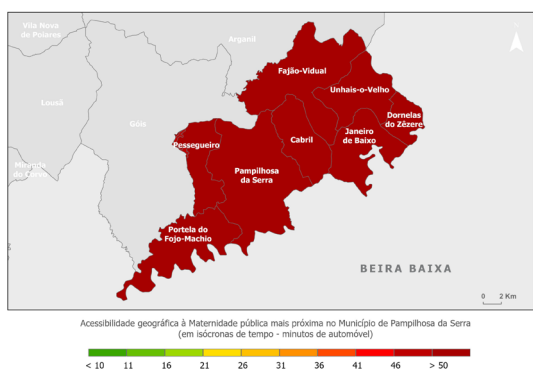 Vila Nova
de Poiares
Arganil
Fajão-Vidual
Unhais-o-Velho
Lousã
Dornelas
do Zêzere
Góis
Janeiro
de Baixo
Cabril
Pessegueiro
Miranda
do Corvo
Pampilhosa
da Serra
Portela do
Fojo-Machio
BEIRA BAIXA
0 2 Km
Acessibilidade geográfica à Maternidade pública mais próxima no Município de Pampilhosa da Serra
(em isócronas de tempo - minutos de automóvel)
< 10 11 16 21 26 31 36 41 46 > 50